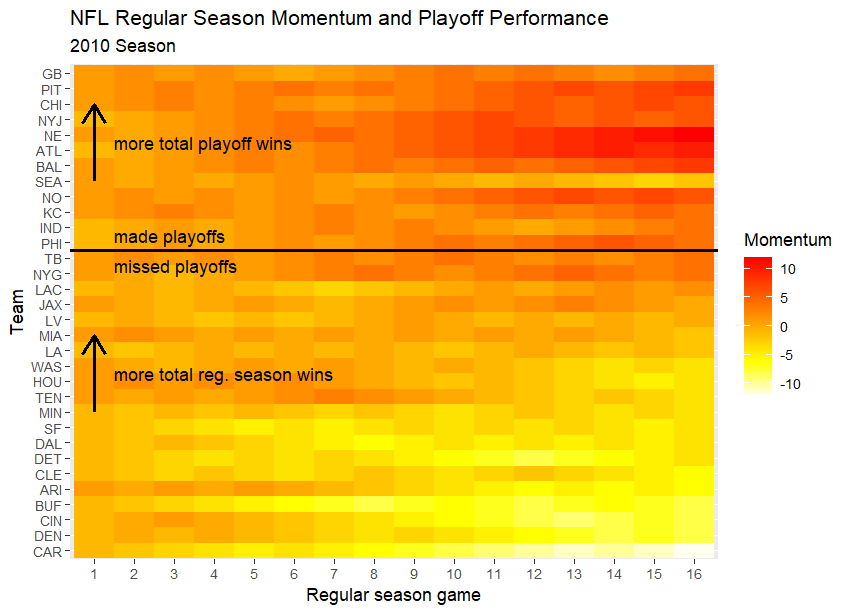 NFL Regular Season Momentum and Playoff Performance
2010 Season
Team
GB
PIT
CHI
NYJ
NE
more total playoff wins
ATL
BAL
SEA
NO
KC
IND
made playoffs
PHI
TB
missed playoffs
NYG
LAC
JAX
LV
MIA
LA
WAS
more total reg. season wins
HOU
TEN
MIN
SF
DAL
DET
CLE
ARI
BUF
CIN
DEN
CAR
1 2 3 4 5 6 7 8 9 10 11 12 13 14 15 16
Regular season game
Momentum
10
5
0
-5
-10